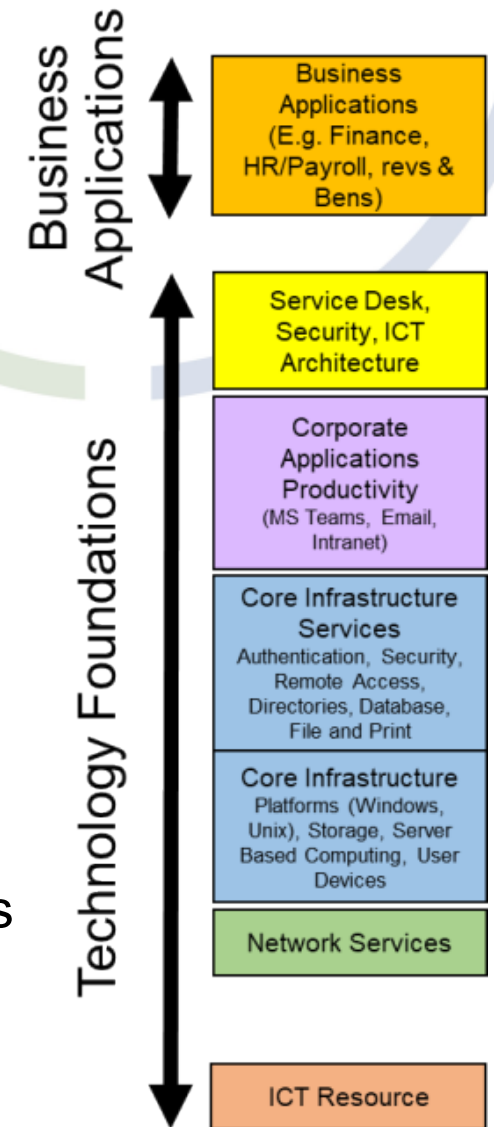 Business
Applications
Business
Applications
(E.g. Finance,
HR/Payroll, revs &
Bens)
Technology Foundations
Service Desk,
Security, ICT
Architecture
Corporate
Applications
Productivity
(MS Teams, Email,
Intranet)
Core Infrastructure
Services
Authentication, Security,
Remote Access,
Directories, Database,
File and Print
Core Infrastructure
Platforms (Windows,
Unix), Storage, Server
Based Computing, User
Devices
s
Network Services
ICT Resource